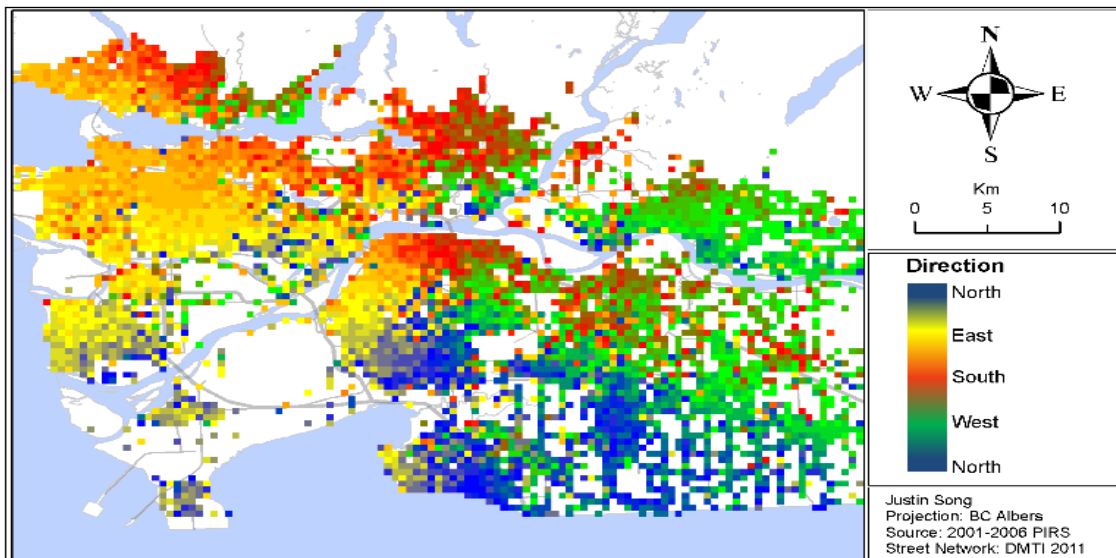 N
W E
S
Km
0 5 10
Direction
North
East
South
West
North
Justin Song
Projection: BC Albers
Source: 2001-2006 PIRS
Street Network: DMTI 2011